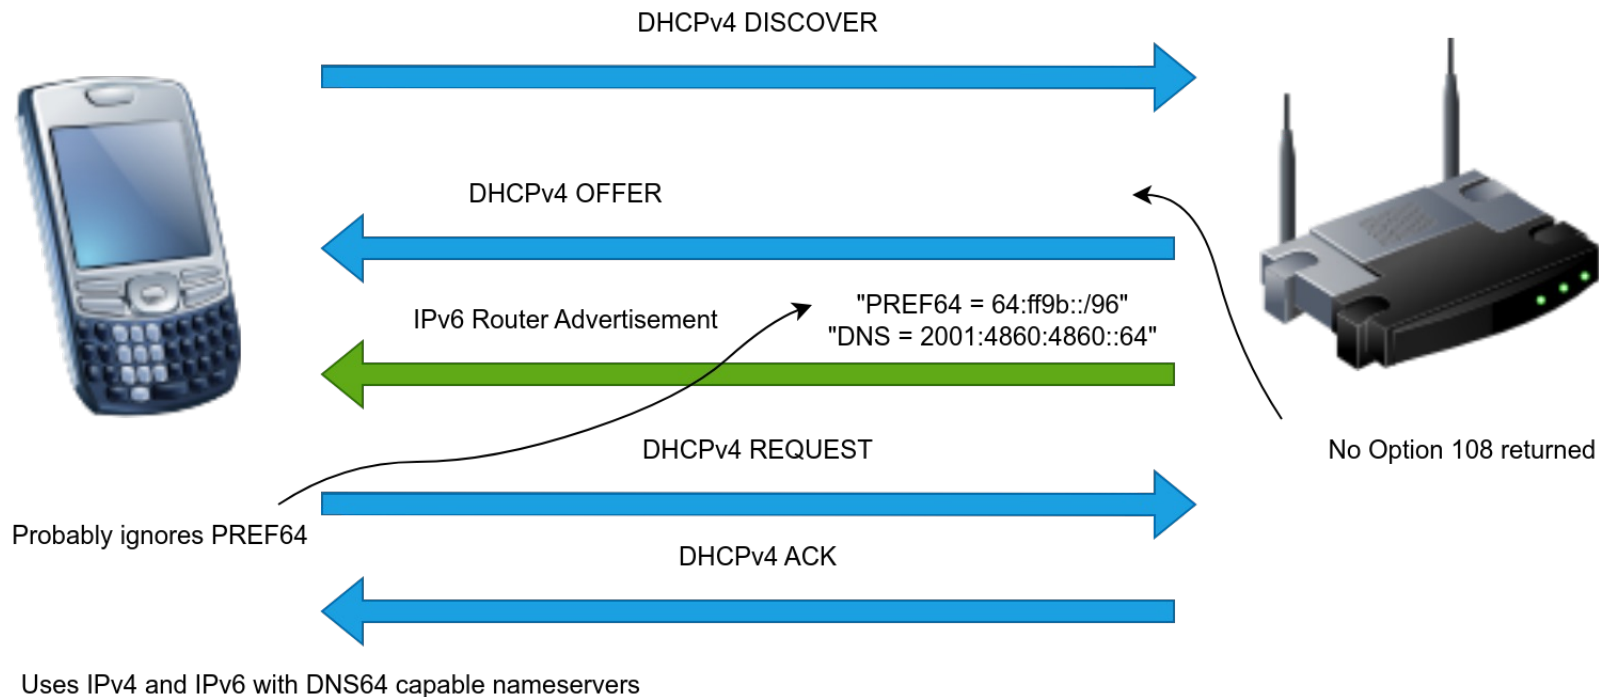 DHCPv4 DISCOVER
DHCPv4 OFFER
IPv6 Router Advertisement
"PREF64 = 64:ff9b::/96"
"DNS = 2001:4860:4860::64"
DHCPv4 REQUEST
No Option 108 returned
Probably ignores PREF64
DHCPv4 ACK
Uses IPv4 and IPv6 with DNS64 capable nameservers